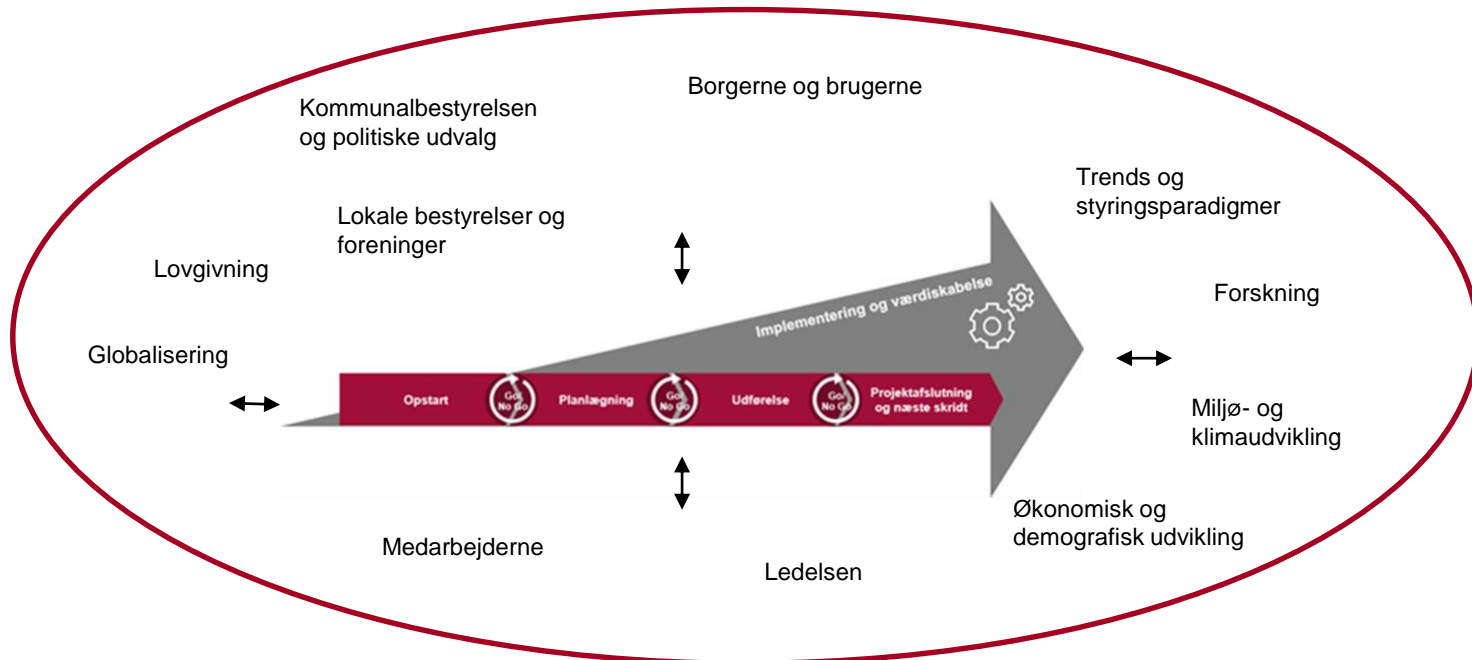 Borgerne og brugerne
Kommunalbestyrelsen
og politiske udvalg
Trends og
styringsparadigmer
Lokale bestyrelser og
foreninger
Lovgivning
Forskning
Implementering og værdiskabelse
Globalisering
Opstart
Go/
No Go
Planlægning
Go/
No Go
Udførelse
Go/
No Go
Projektafslutning
og næste skridt
Miljø- og
klimaudvikling
Økonomisk og
demografisk udvikling
Medarbejderne
Ledelsen